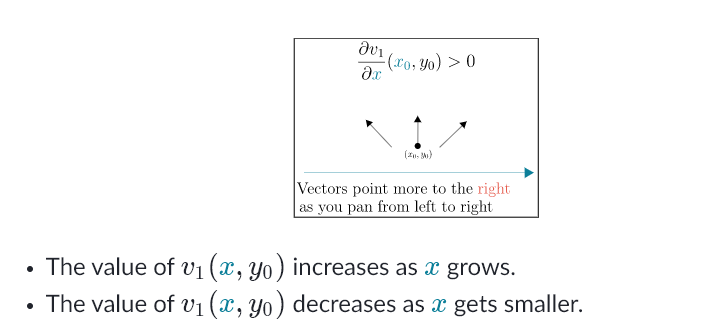 ∂v₁/∂x (x₀, y₀) > 0
(x₀, y₀)
Vectors point more to the right
as you pan from left to right
• The value of v₁(x, y₀) increases as x grows.
• The value of v₁(x, y₀) decreases as x gets smaller.